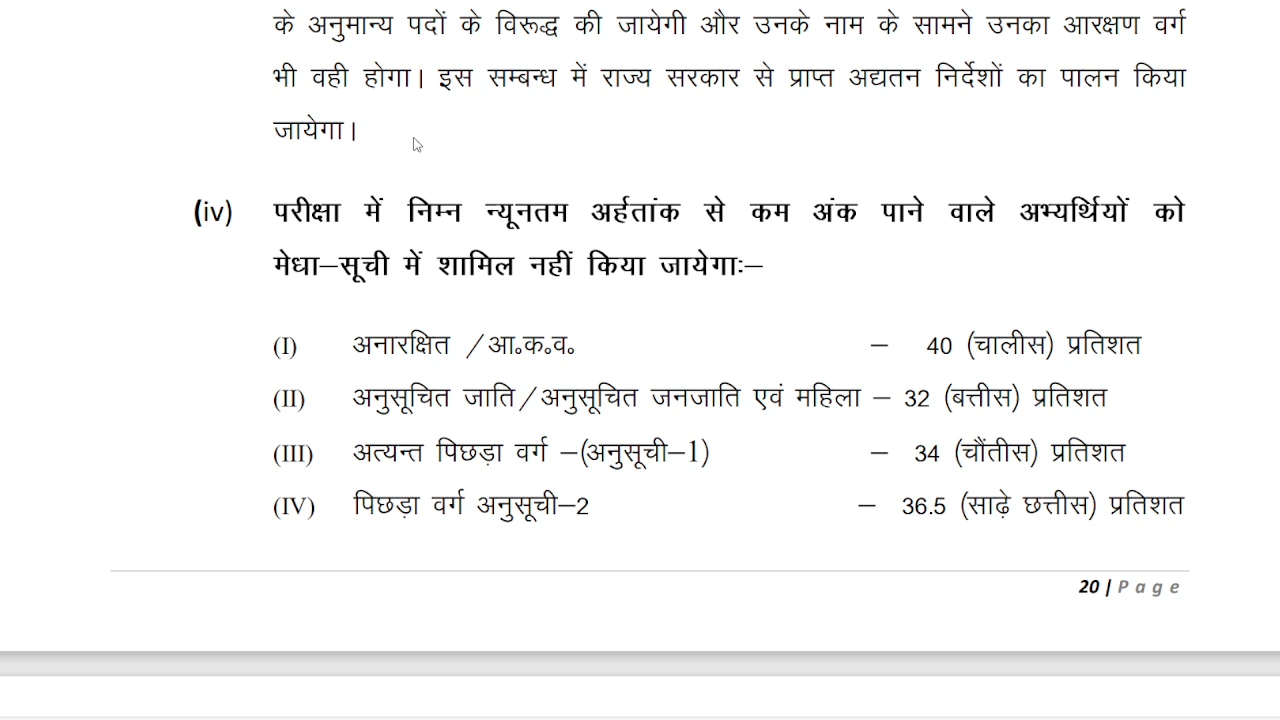 के अनुमान्य पदों के विरूद्ध की जायेगी और उनके नाम के सामने उनका आरक्षण वर्ग
भी वही होगा। इस सम्बन्ध में राज्य सरकार से प्राप्त अद्यतन निर्देशों का पालन किया
जायेगा।
(iv) परीक्षा में निम्न न्यूनतम अर्हतांक से कम अंक पाने वाले अभ्यर्थियों को
मेधा–सूची में शामिल नहीं किया जायेगाः–
(I) अनारक्षित /आ॰क॰व॰ – 40 (चालीस) प्रतिशत
(II) अनुसूचित जाति/अनुसूचित जनजाति एवं महिला – 32 (बत्तीस) प्रतिशत
(III) अत्यन्त पिछड़ा वर्ग –(अनुसूची–1) – 34 (चौंतीस) प्रतिशत
(IV) पिछड़ा वर्ग अनुसूची–2 – 36.5 (साढ़े छत्तीस) प्रतिशत
20 | Page